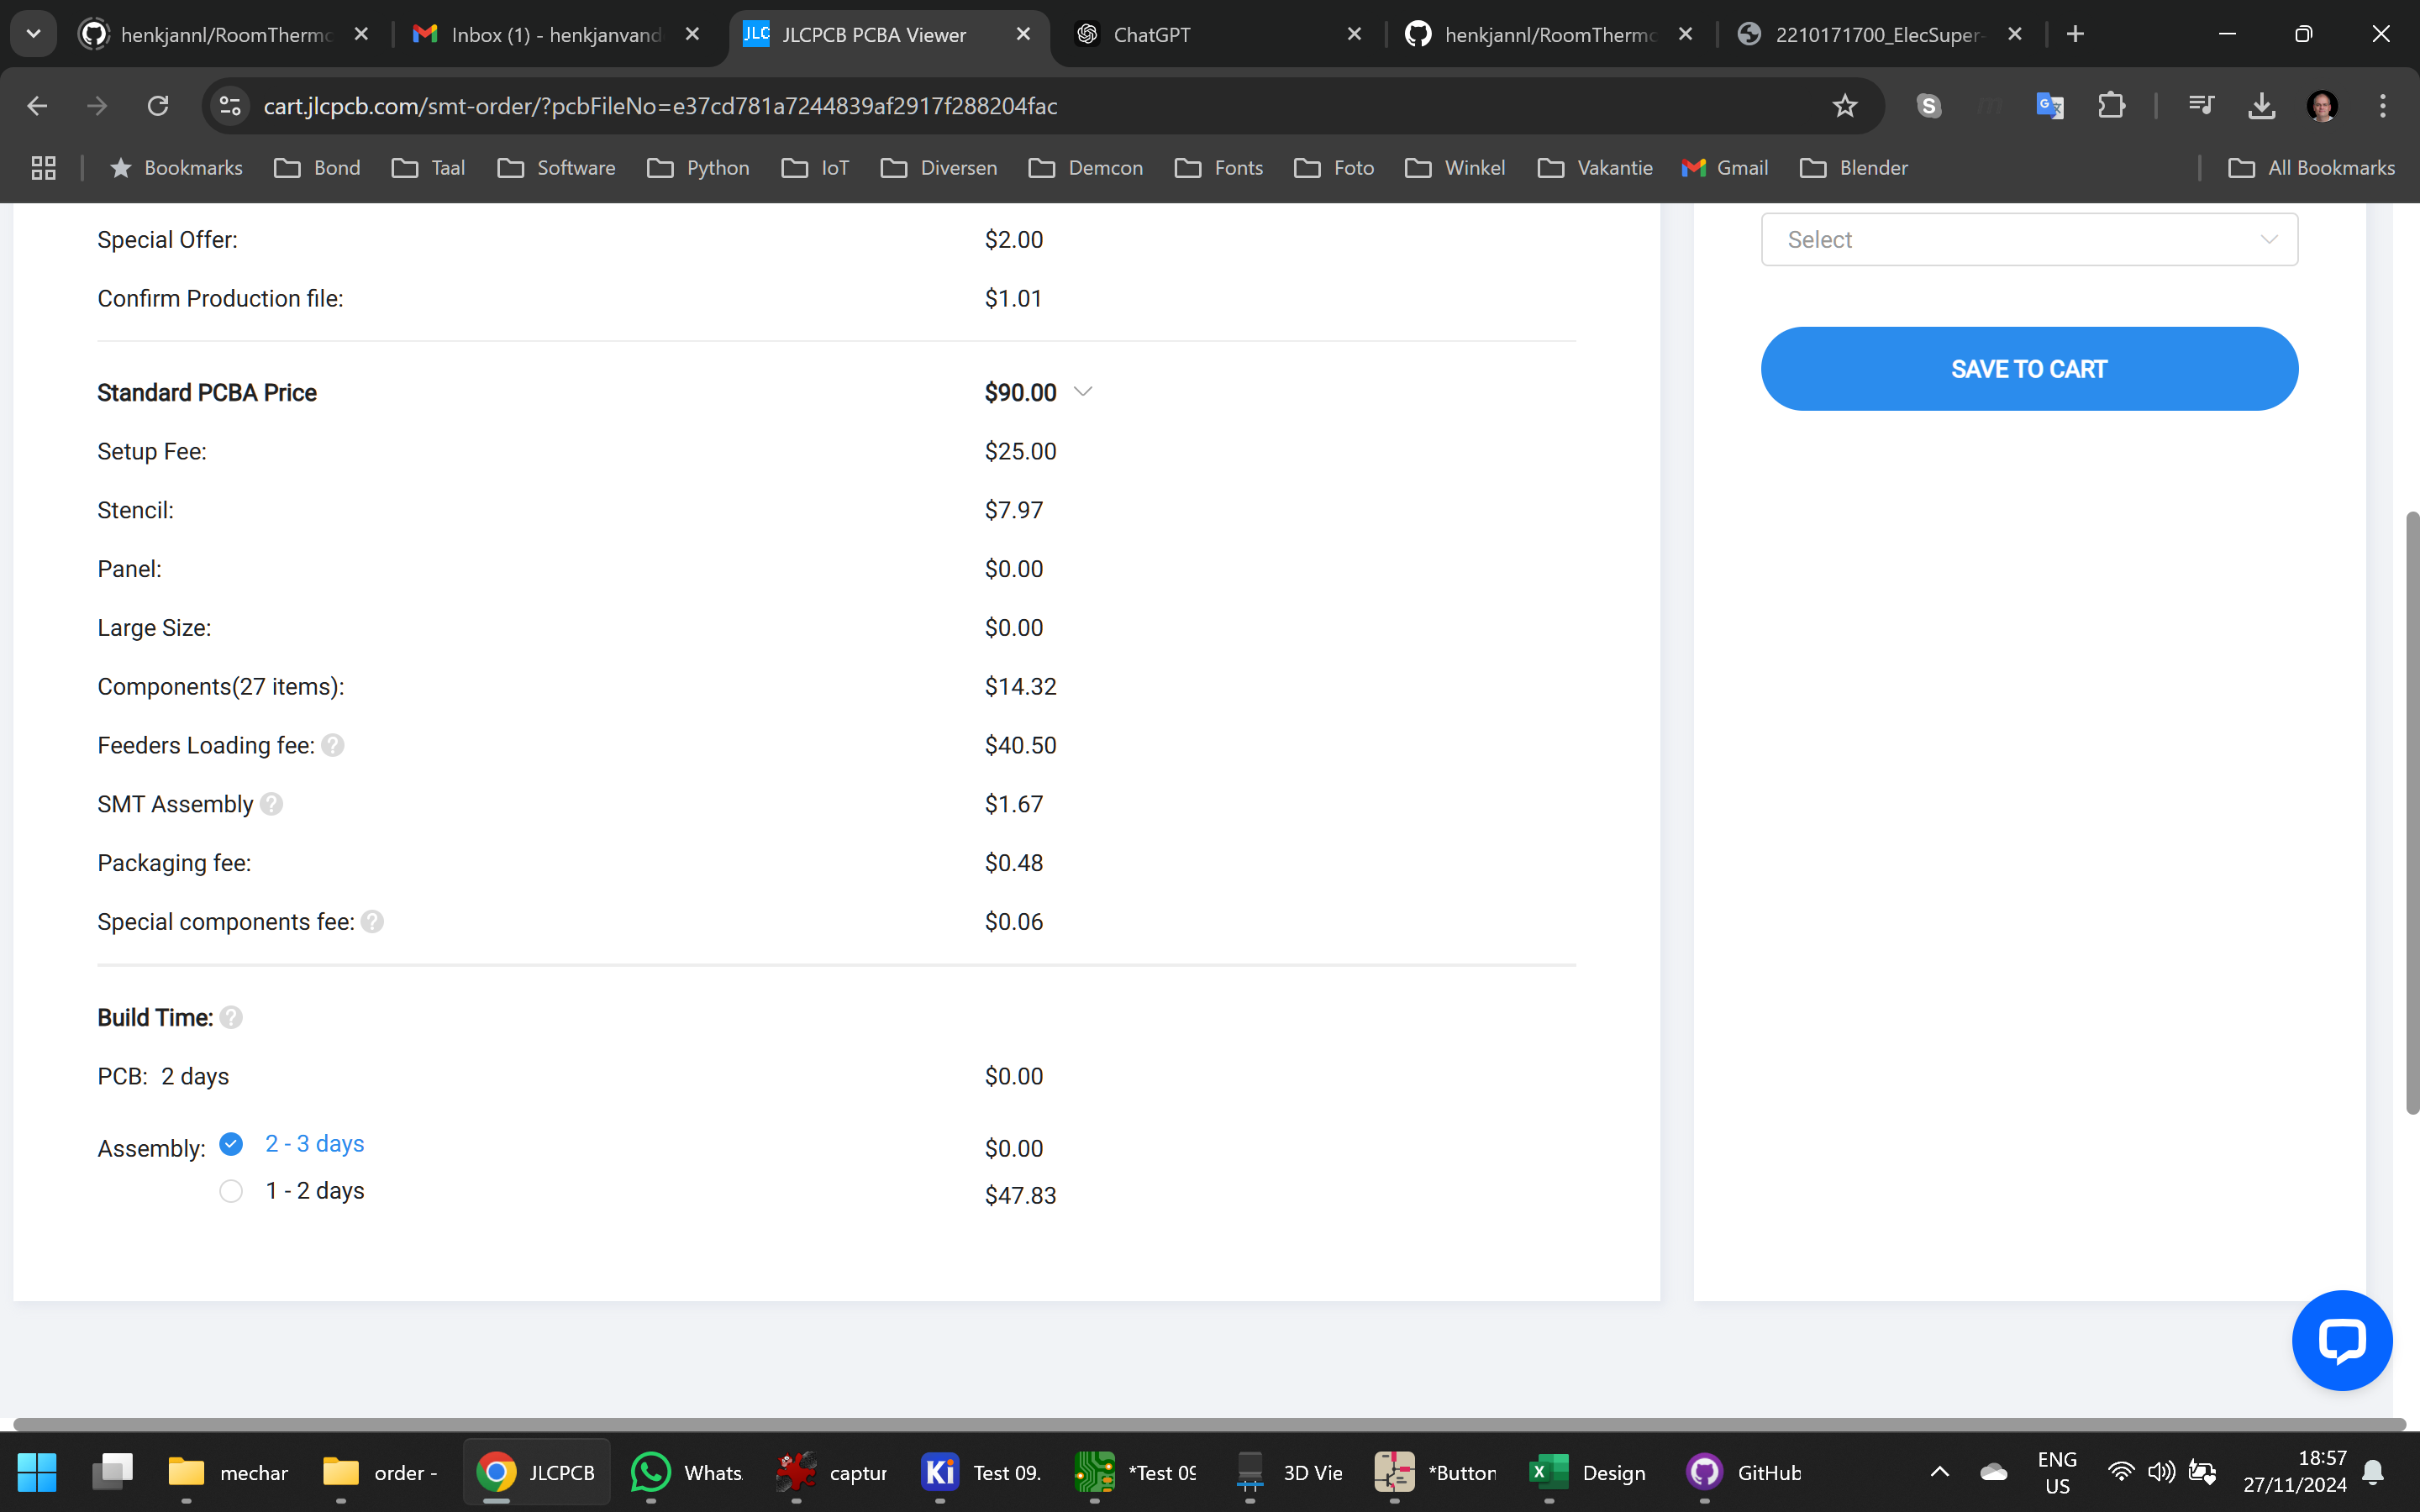 henkjannl/RoomThermo
Inbox (1) - henkjanvand
JLC JLCPCB PCBA Viewer
ChatGPT
henkjannl/RoomThermo
2210171700_ElecSuper-
cart.jlcpcb.com/smt-order/?pcbFileNo=e37cd781a7244839af2917f288204fac
Bookmarks Bond Taal Software Python IoT Diversen Demcon Fonts Foto Winkel Vakantie Gmail Blender All Bookmarks
Special Offer: $2.00
Select
Confirm Production file: $1.01
SAVE TO CART
Standard PCBA Price $90.00
Setup Fee: $25.00
Stencil: $7.97
Panel: $0.00
Large Size: $0.00
Components(27 items): $14.32
Feeders Loading fee: ? $40.50
SMT Assembly ? $1.67
Packaging fee: $0.48
Special components fee: ? $0.06
Build Time: ?
PCB: 2 days $0.00
Assembly: 2 - 3 days $0.00
1 - 2 days $47.83
mechar order - JLCPCB Whats captur Ki Test 09. *Test 09 3D Vie *Button Design GitHub
ENG
US
18:57
27/11/2024